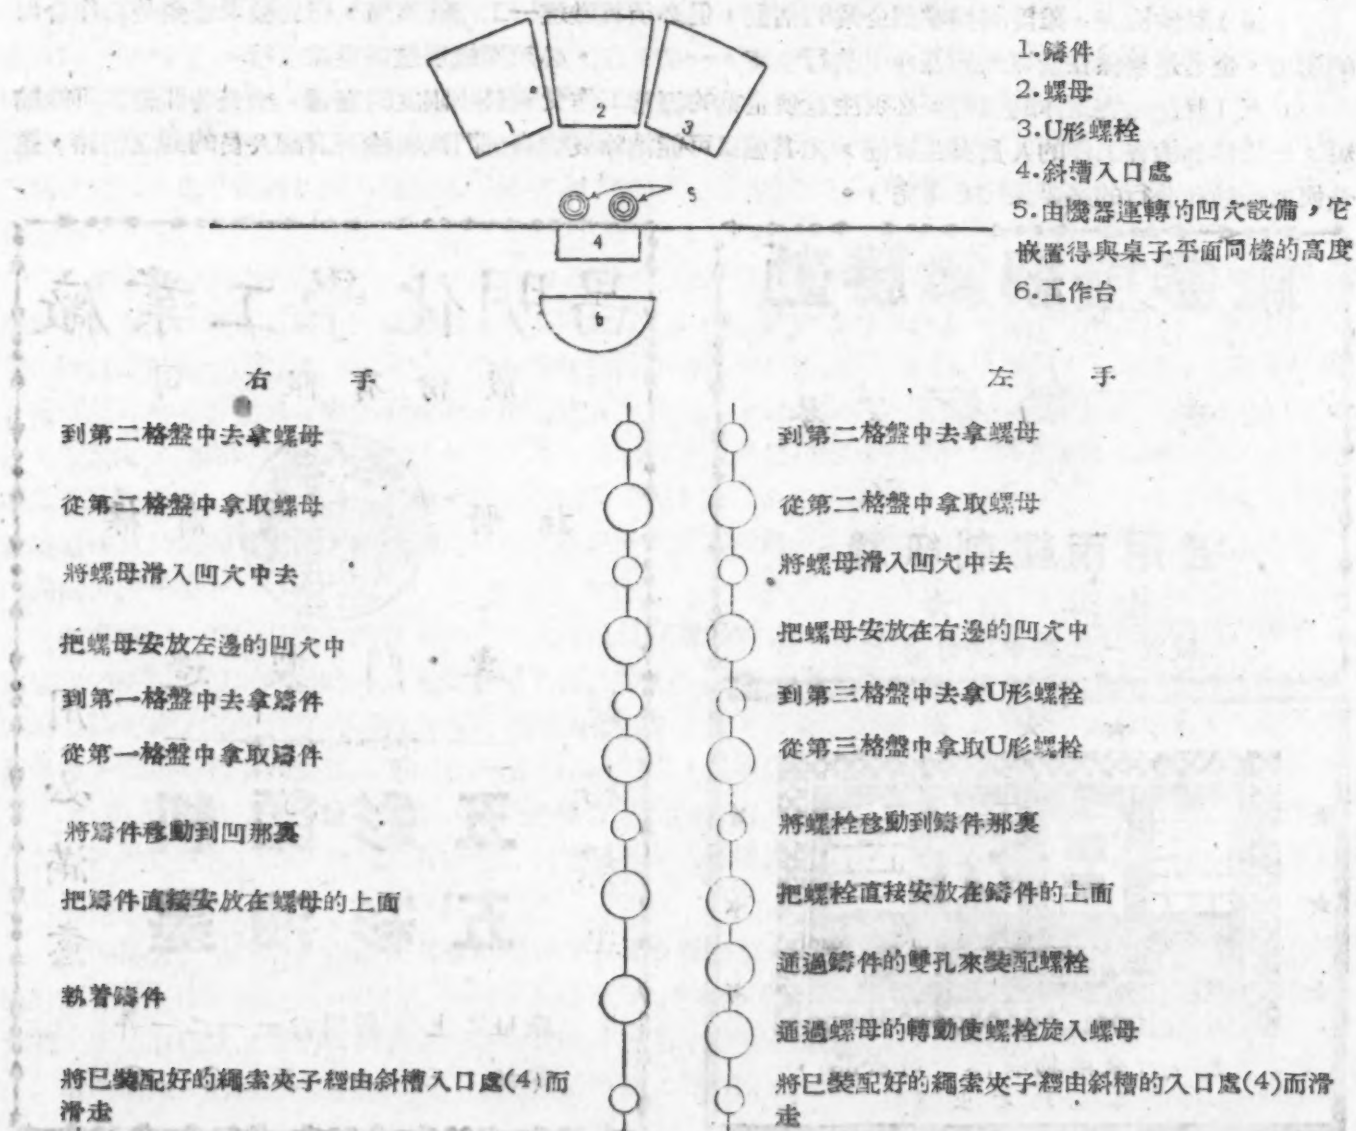 1
2
3
5
4
6
1.鑄件
2.螺母
3.U形螺栓
4.斜槽入口處
5.由機器運轉的凹穴設備，它
嵌置得與桌子平面同樣的高度
6.工作台
右 手
到第二格盤中去拿螺母
從第二格盤中拿取螺母
將螺母滑入凹穴中去
把螺母安放左邊的凹穴中
到第一格盤中去拿鑄件
從第一格盤中拿取鑄件
將鑄件移動到凹那裏
把鑄件直接安放在螺母的上面
執着鑄件
將已裝配好的繩索夾子經由斜槽入口處(4)而
滑走
左 手
到第二格盤中去拿螺母
從第二格盤中拿取螺母
將螺母滑入凹穴中去
把螺母安放在右邊的凹穴中
到第三格盤中去拿U形螺栓
從第三格盤中拿取U形螺栓
將螺栓移動到鑄件那裏
把螺栓直接安放在鑄件的上面
通過鑄件的雙孔來裝配螺栓
通過螺母的轉動使螺栓旋入螺母
將已裝配好的繩索夾子經由斜槽的入口處(4)而滑
走